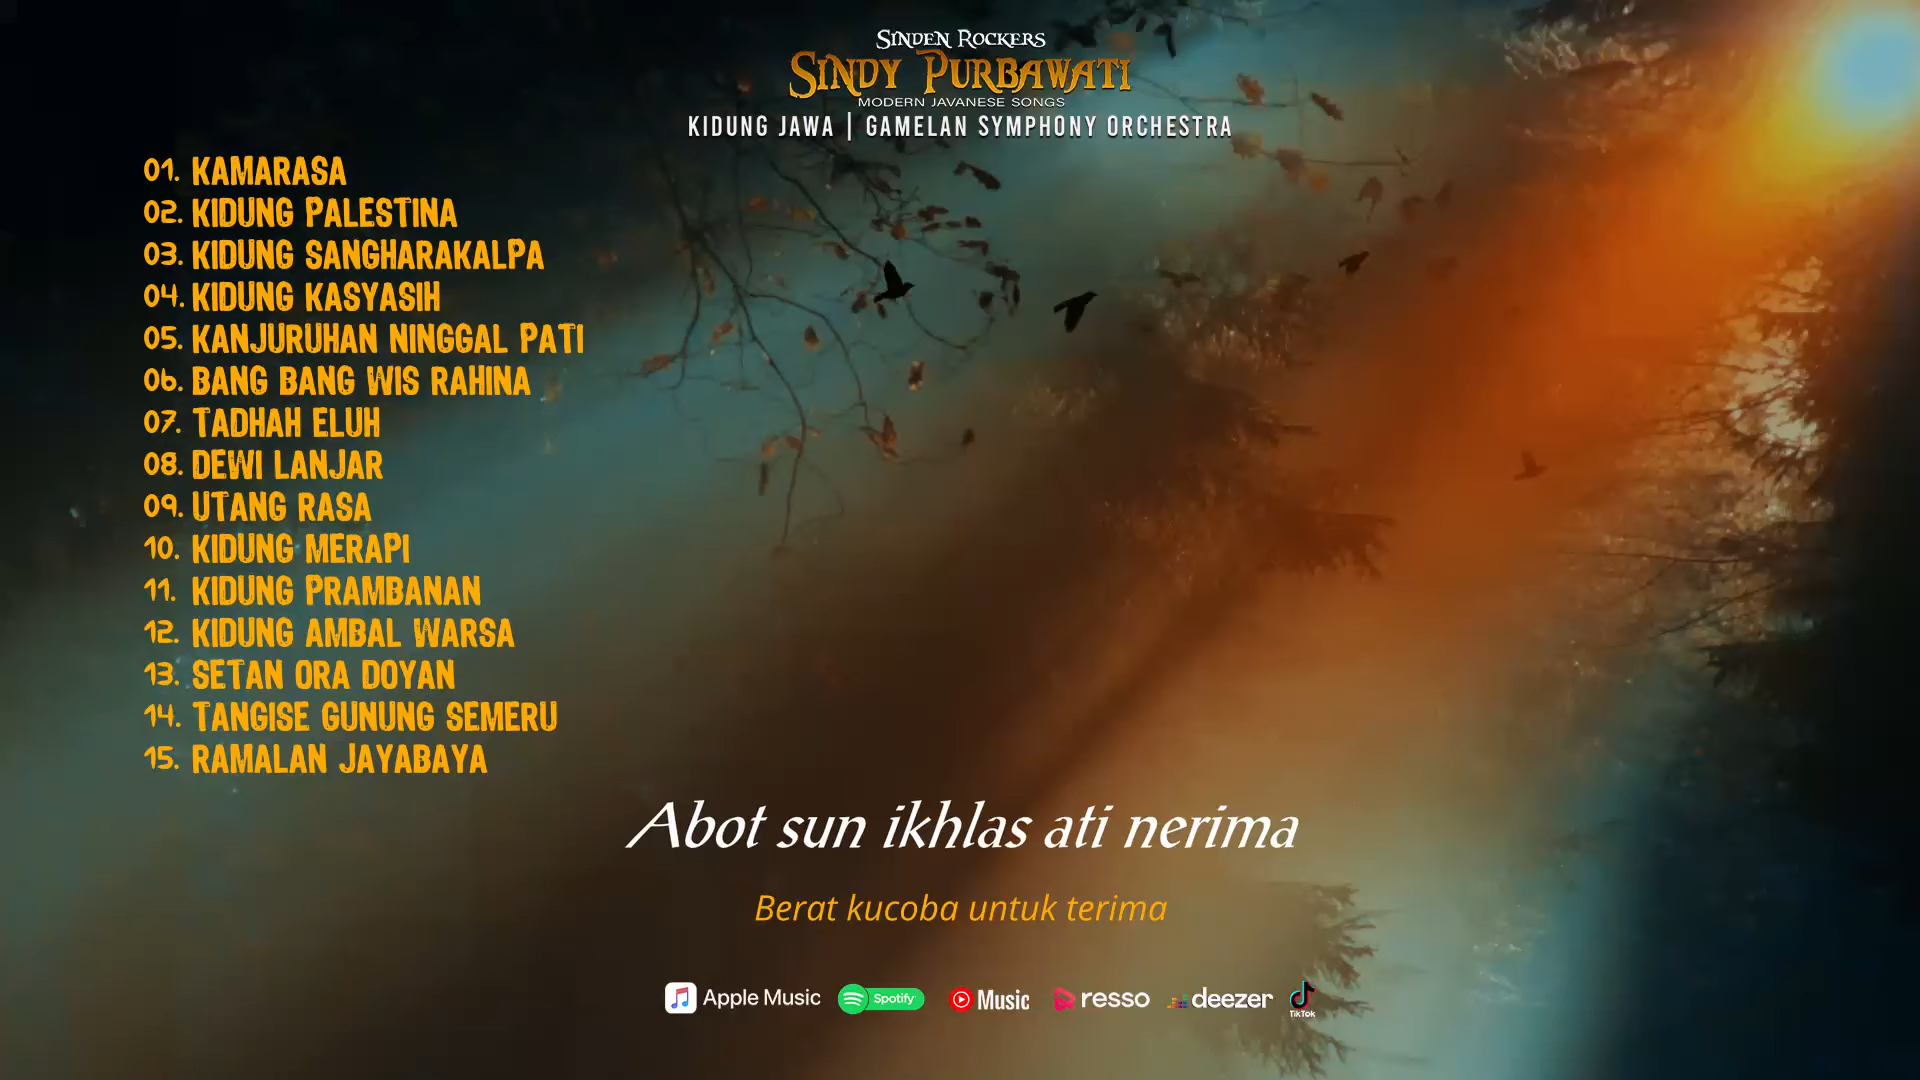 SINDEN ROCKERS
SINDY PURBAWATI
MODERN JAVANESE SONGS
KIDUNG JAWA | GAMELAN SYMPHONY ORCHESTRA
01. KAMARASA
02. KIDUNG PALESTINA
03. KIDUNG SANGHARAKALPA
04. KIDUNG KASYASIH
05. KANJURUHAN NINGGAL PATI
06. BANG BANG WIS RAHINA
07. TADHAH ELUH
08. DEWI LANJAR
09. UTANG RASA
10. KIDUNG MERAPI
11. KIDUNG PRAMBANAN
12. KIDUNG AMBAL WARSA
13. SETAN ORA DOYAN
14. TANGISE GUNUNG SEMERU
15. RAMALAN JAYABAYA
Abot sun ikhlas ati nerima
Berat kucoba untuk terima
Apple Music Spotify Music resso deezer TikTok